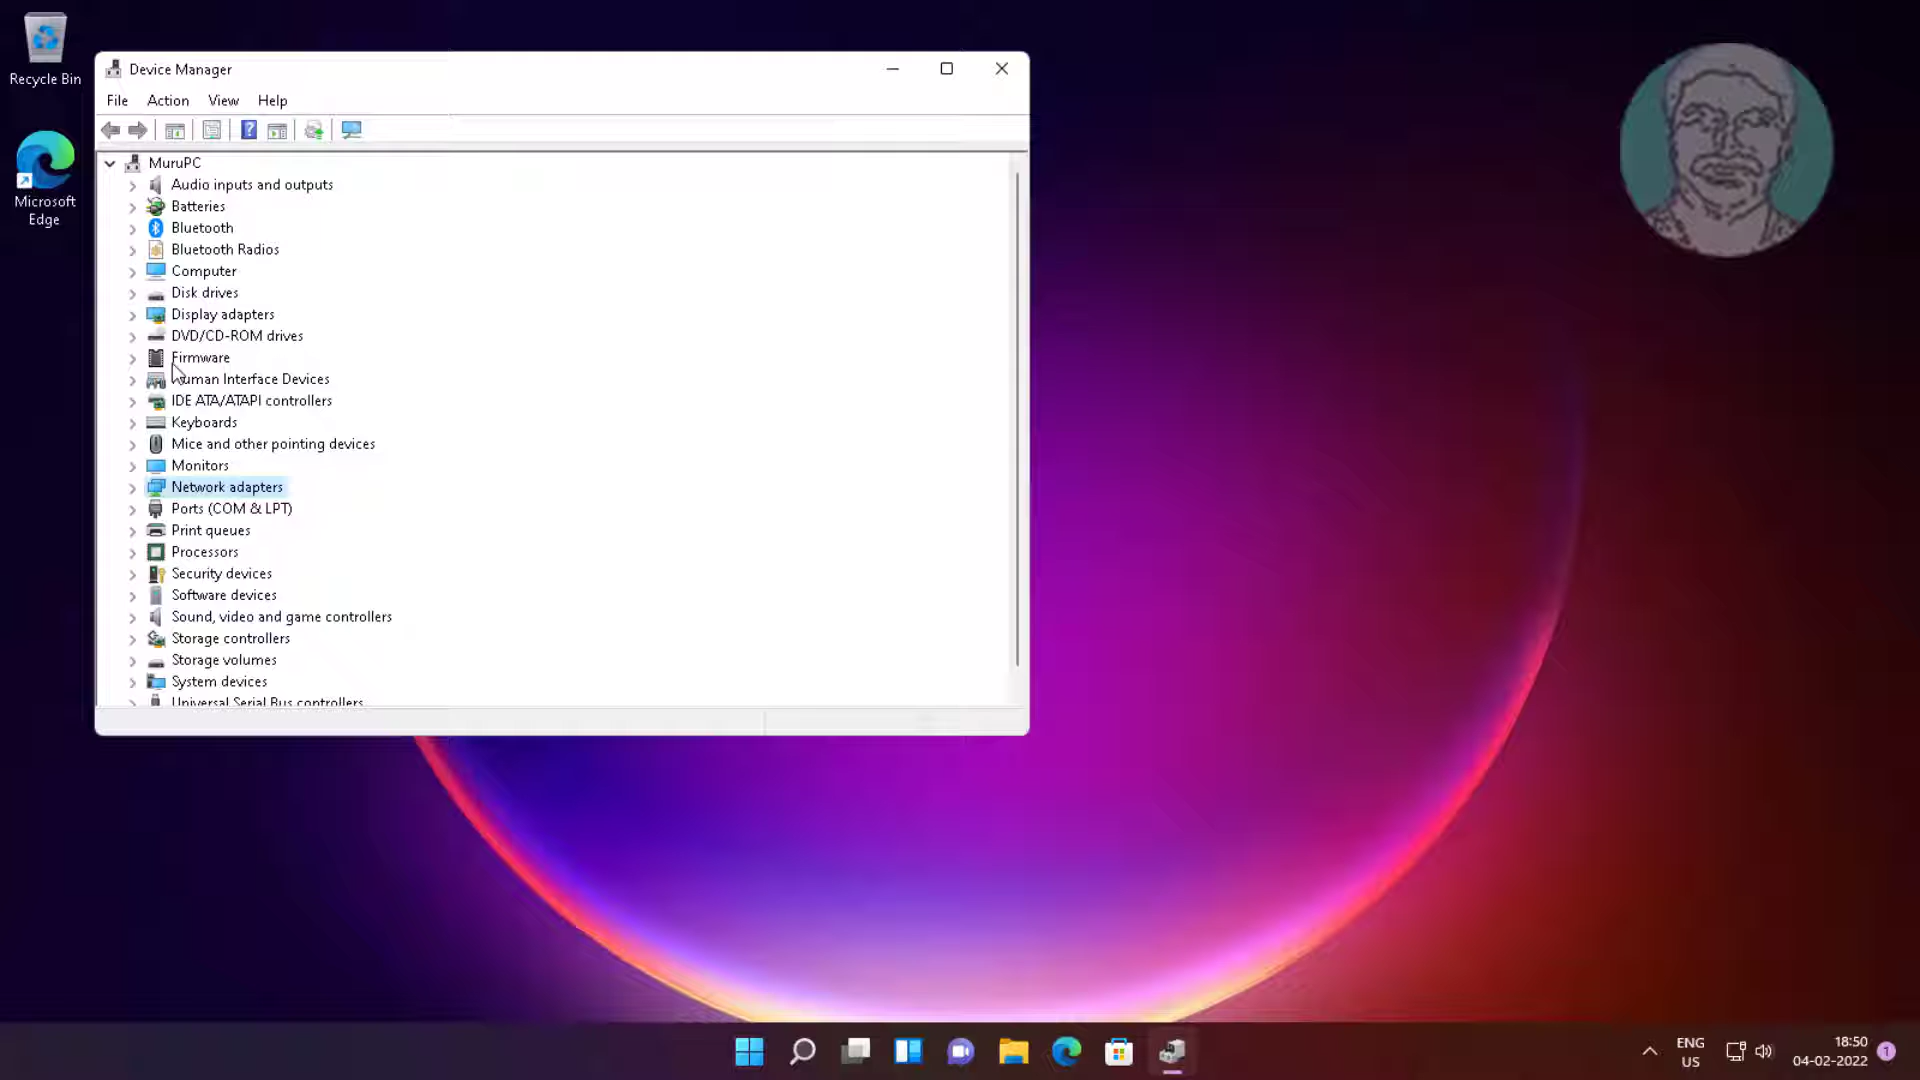 Recycle Bin
Microsoft
Edge
Device Manager
File Action View Help
MuruPC
Audio inputs and outputs
Batteries
Bluetooth
Bluetooth Radios
Computer
Disk drives
Display adapters
DVD/CD-ROM drives
Firmware
Human Interface Devices
IDE ATA/ATAPI controllers
Keyboards
Mice and other pointing devices
Monitors
Network adapters
Ports (COM & LPT)
Print queues
Processors
Security devices
Software devices
Sound, video and game controllers
Storage controllers
Storage volumes
System devices
Universal Serial Bus controllers
ENG
US
18:50
04-02-2022
1